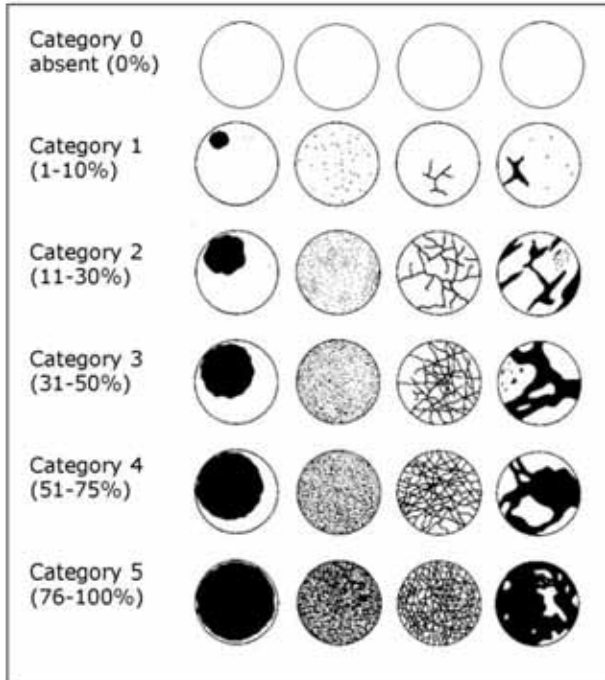 Category 0
absent (0%)
Category 1
(1-10%)
Category 2
(11-30%)
Category 3
(31-50%)
Category 4
(51-75%)
Category 5
(76-100%)